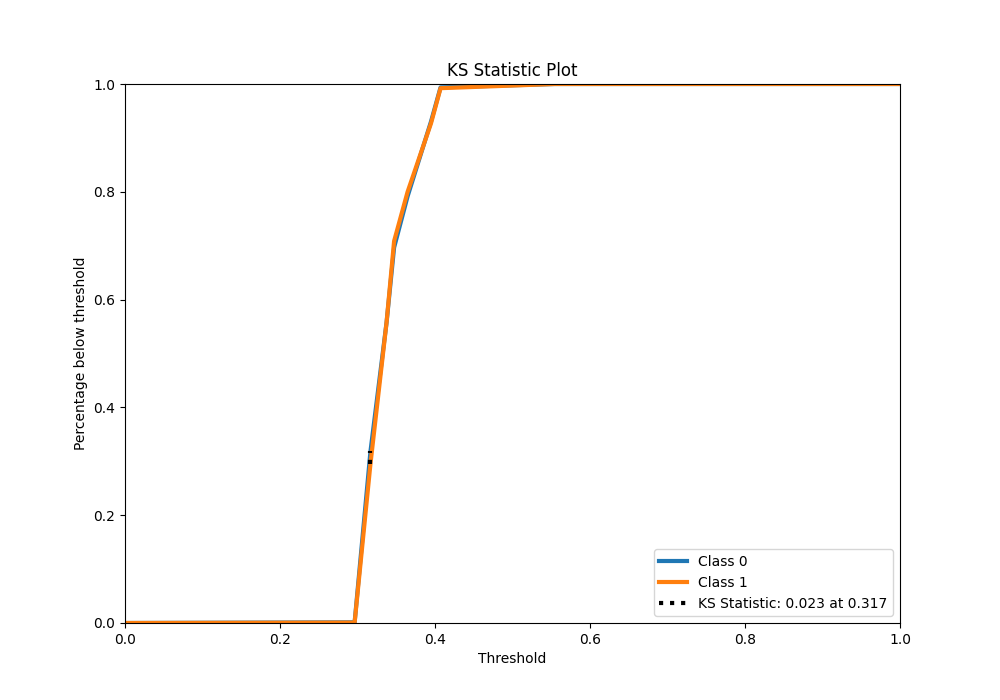 KS Statistic Plot
Percentage below threshold
1.0
0.8
0.6
0.4
0.2
0.0
0.0 0.2 0.4 0.6 0.8 1.0
Threshold
Class 0
Class 1
KS Statistic: 0.023 at 0.317